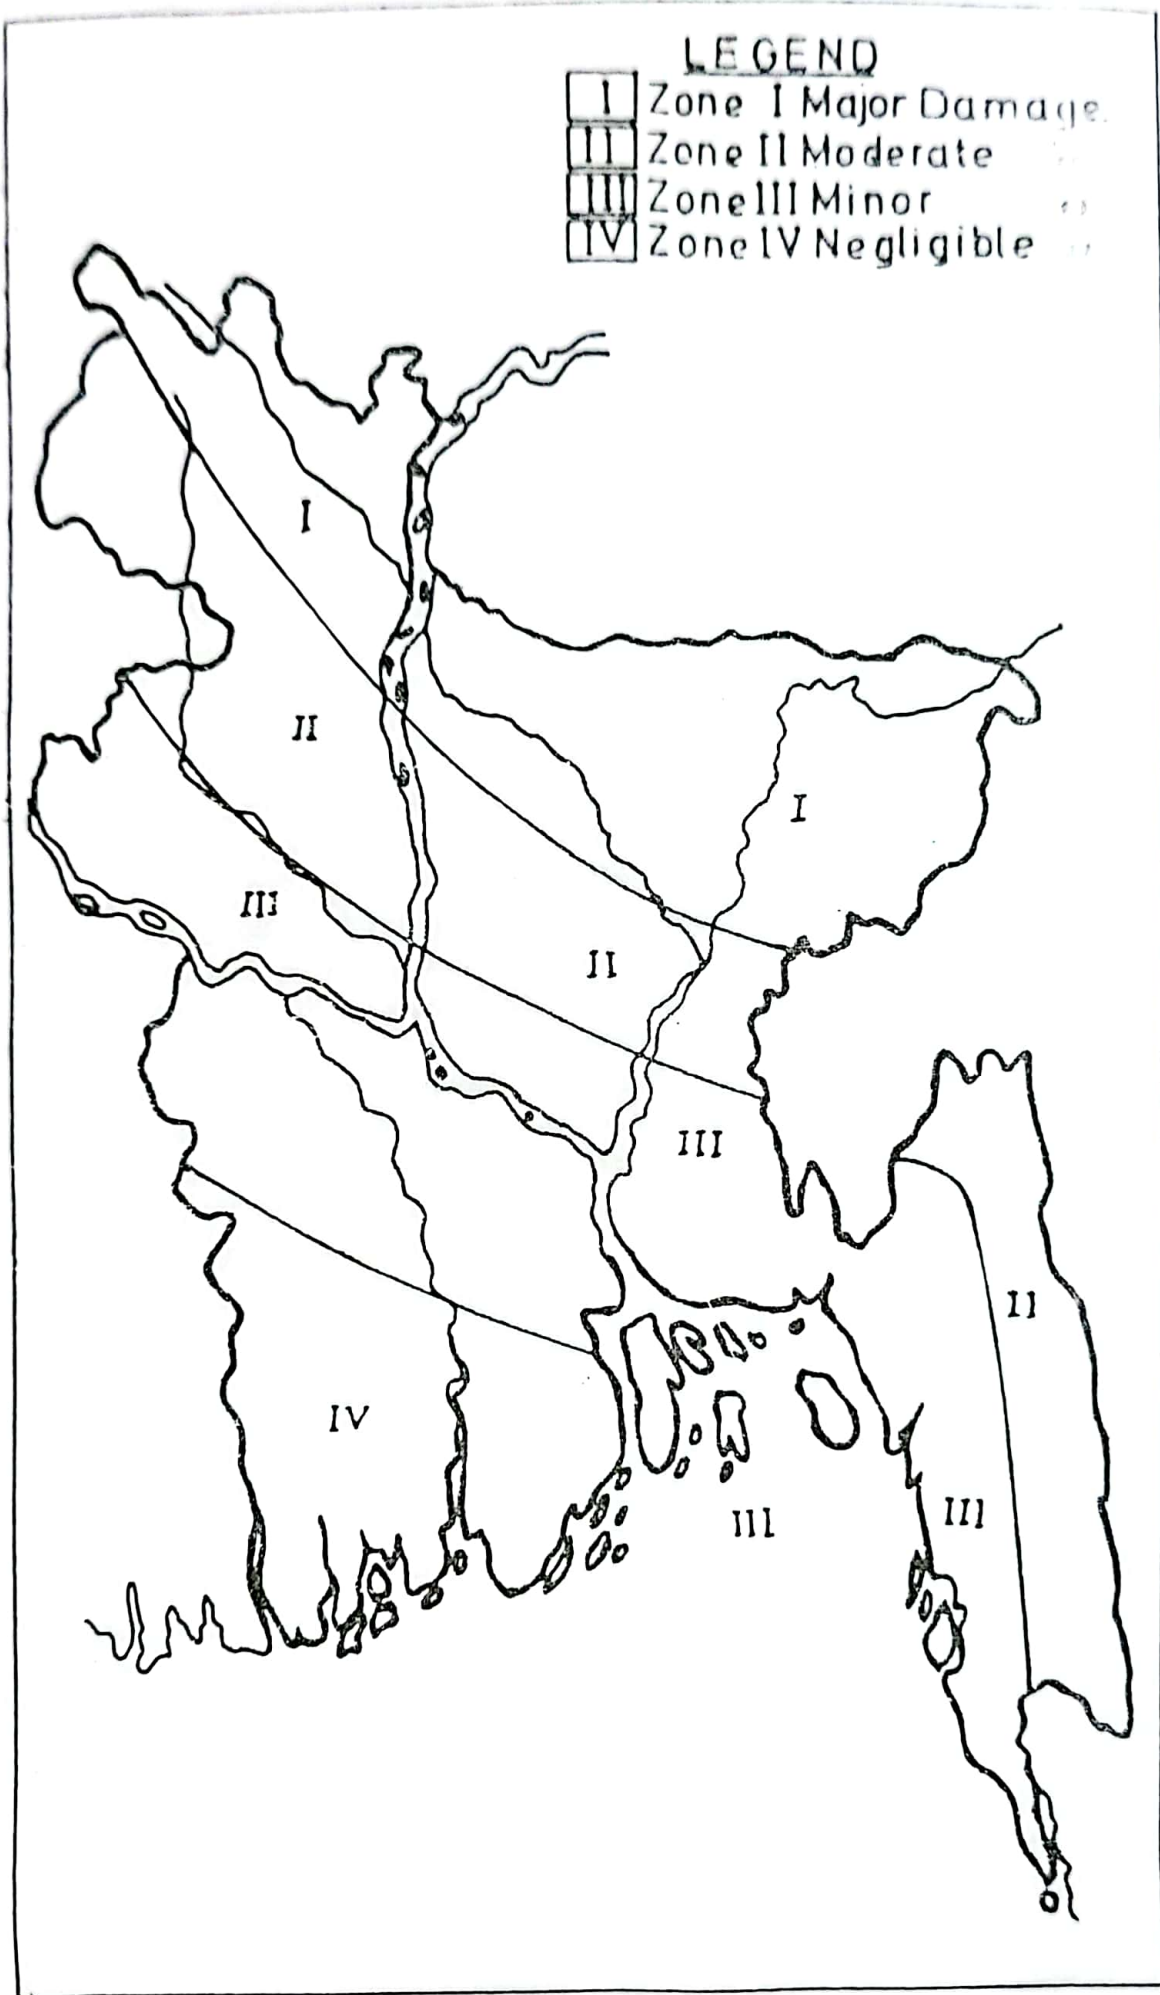 LEGEND
I Zone I Major Damage
II Zone II Moderate "
III Zone III Minor "
IV Zone IV Negligible "
I
II
I
III
II
III
II
IV
III
III